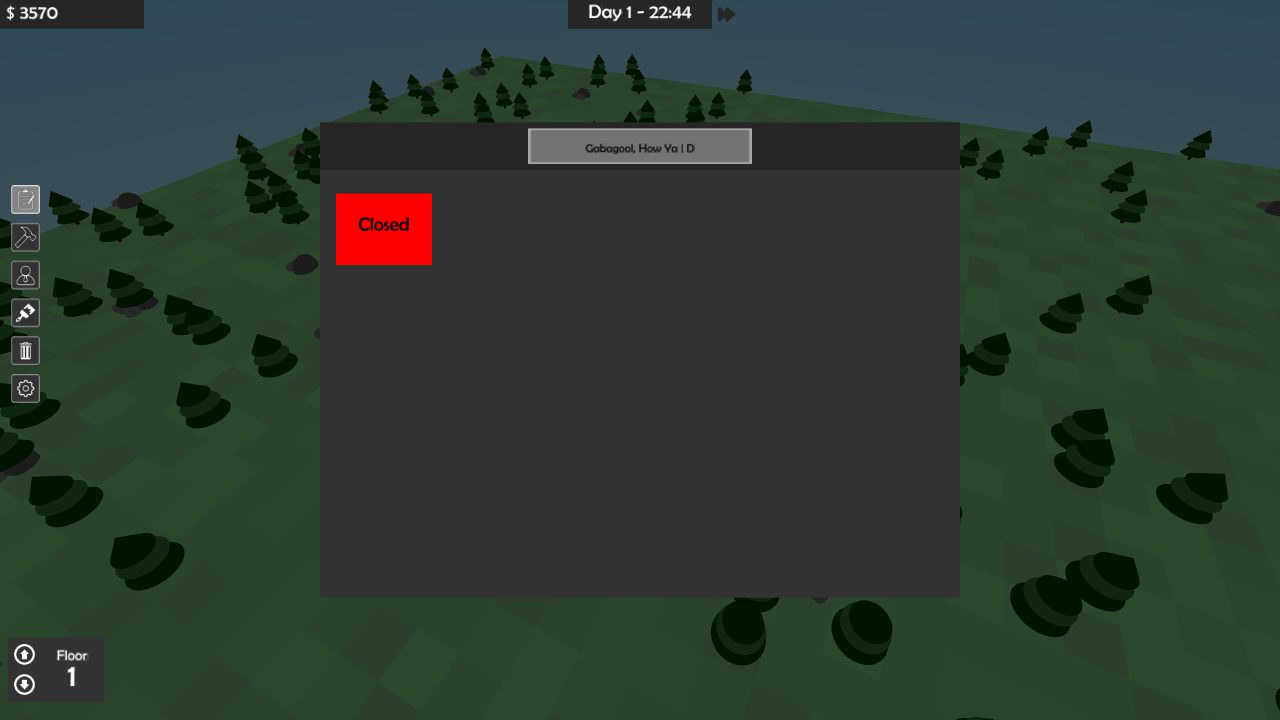 $ 3570
Day 1 - 22:44
Gabagool, How Ya | D
Closed
Floor
1